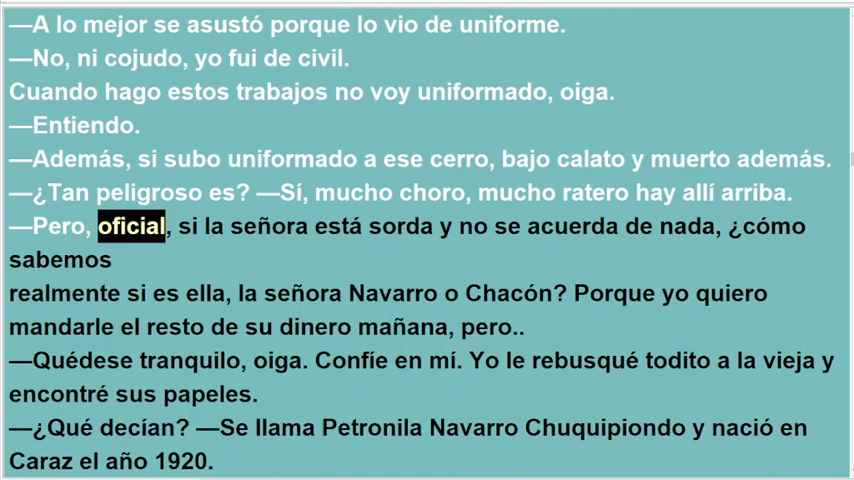 —A lo mejor se asustó porque lo vio de uniforme.
—No, ni cojudo, yo fui de civil.
Cuando hago estos trabajos no voy uniformado, oiga.
—Entiendo.
—Además, si subo uniformado a ese cerro, bajo calato y muerto además.
—¿Tan peligroso es? —Sí, mucho choro, mucho ratero hay allí arriba.
—Pero, oficial, si la señora está sorda y no se acuerda de nada, ¿cómo
sabemos
realmente si es ella, la señora Navarro o Chacón? Porque yo quiero
mandarle el resto de su dinero mañana, pero..
—Quédese tranquilo, oiga. Confíe en mí. Yo le rebusqué todito a la vieja y
encontré sus papeles.
—¿Qué decían? —Se llama Petronila Navarro Chuquipiondo y nació en
Caraz el año 1920.